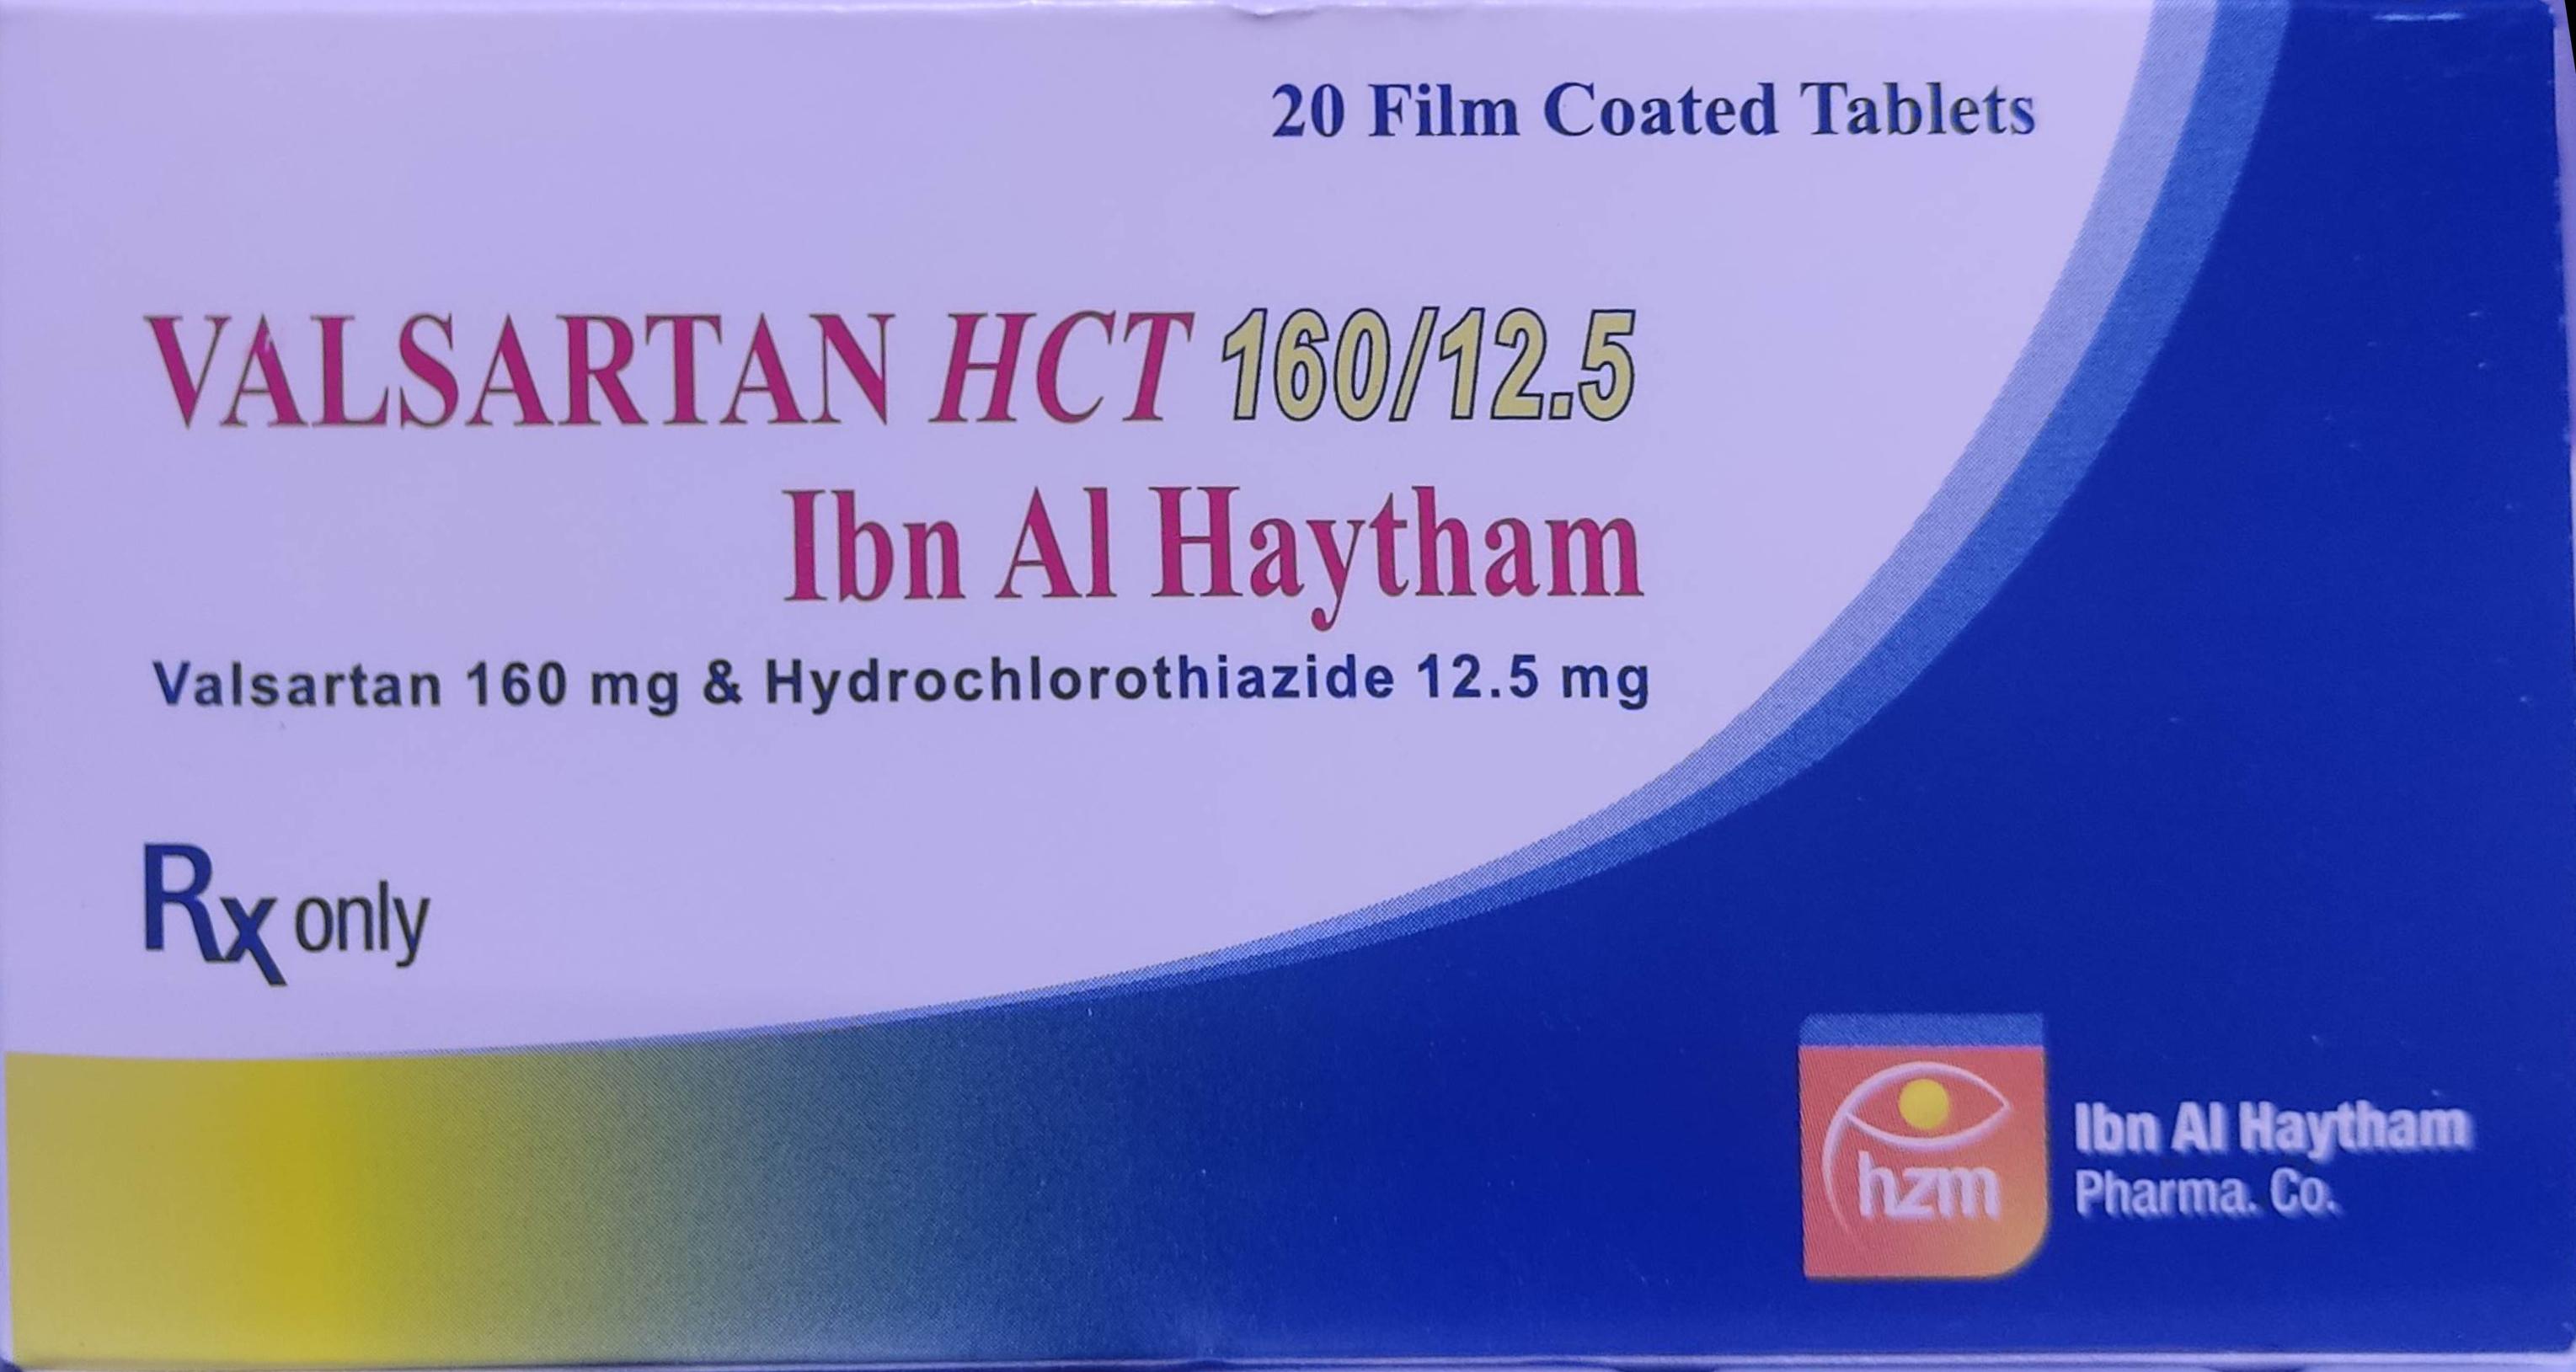 20 Film Coated Tablets
VALSARTAN HCT 160/12.5
Ibn Al Haytham
Valsartan 160 mg & Hydrochlorothiazide 12.5 mg
Rx only
hzm
Ibn Al Haytham
Pharma. Co.